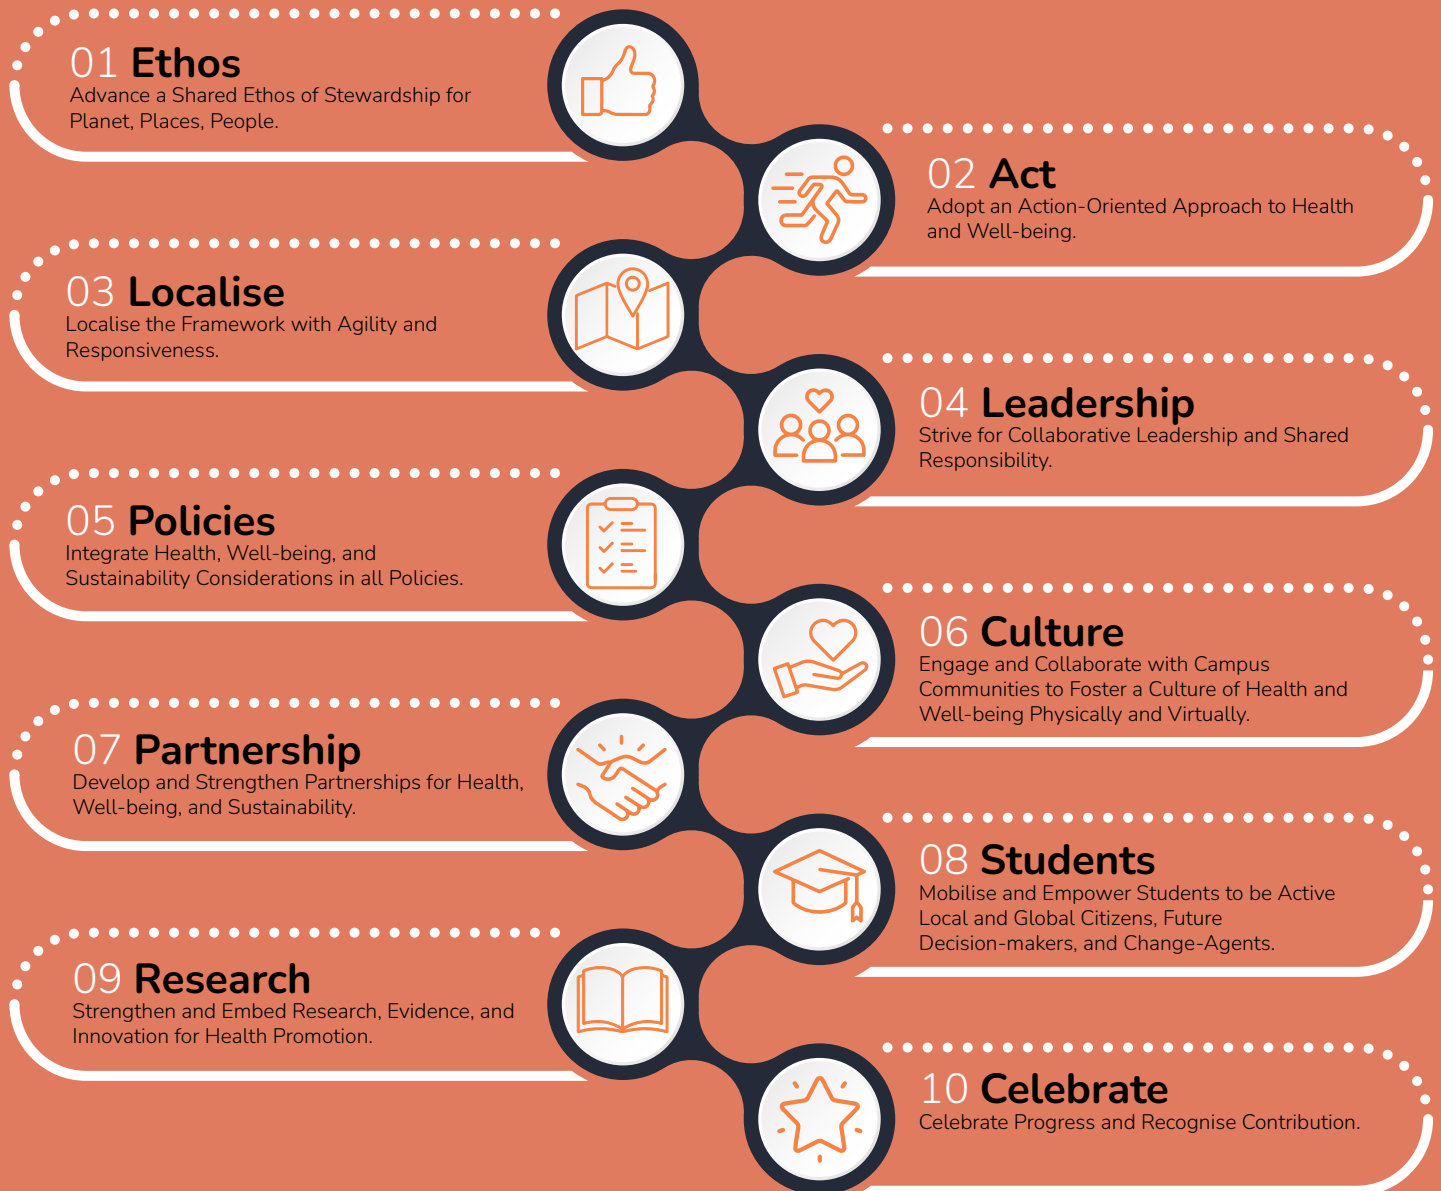 01 Ethos
Advance a Shared Ethos of Stewardship for
Planet, Places, People.
02 Act
Adopt an Action-Oriented Approach to Health
and Well-being.
03 Localise
Localise the Framework with Agility and
Responsiveness.
04 Leadership
Strive for Collaborative Leadership and Shared
Responsibility.
05 Policies
Integrate Health, Well-being, and
Sustainability Considerations in all Policies.
06 Culture
Engage and Collaborate with Campus
Communities to Foster a Culture of Health and
Well-being Physically and Virtually.
07 Partnership
Develop and Strengthen Partnerships for Health,
Well-being, and Sustainability.
08 Students
Mobilise and Empower Students to be Active
Local and Global Citizens, Future
Decision-makers, and Change-Agents.
09 Research
Strengthen and Embed Research, Evidence, and
Innovation for Health Promotion.
10 Celebrate
Celebrate Progress and Recognise Contribution.